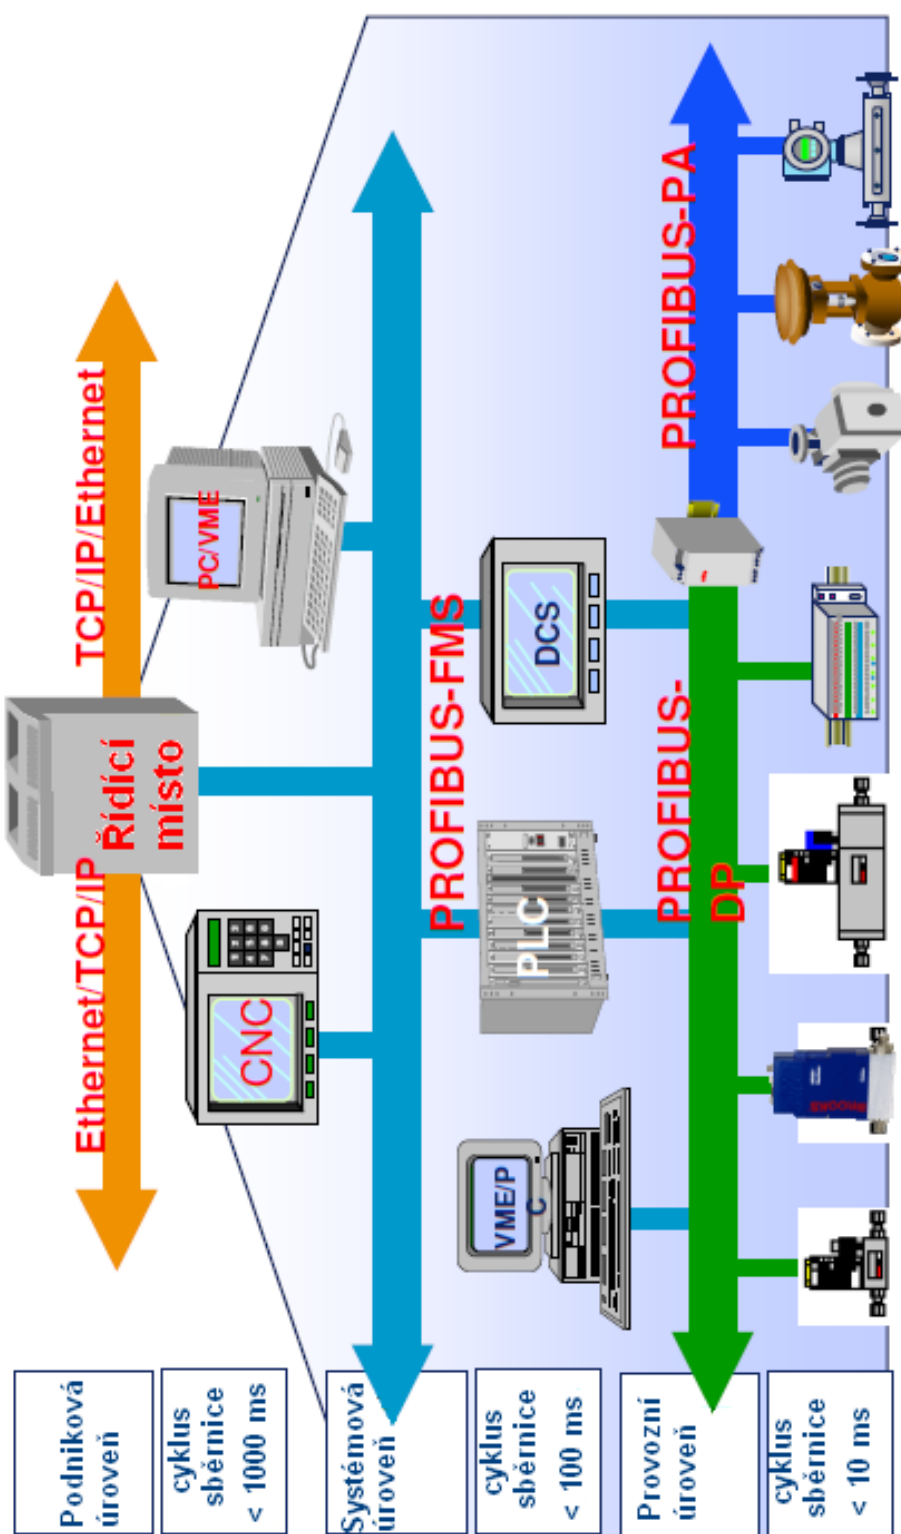 Podniková
úroveň
cyklus
sběrnice
< 1000 ms
Systémová
úroveň
cyklus
sběrnice
< 100 ms
Provozní
úroveň
cyklus
sběrnice
< 10 ms
Ethernet/TCP/IP
Řídící
místo
TCP/IP/Ethernet
CNC
PC/VME
PROFIBUS-FMS
VME/P
C
PLC
DCS
PROFIBUS-
DP
PROFIBUS-PA
BROOKS